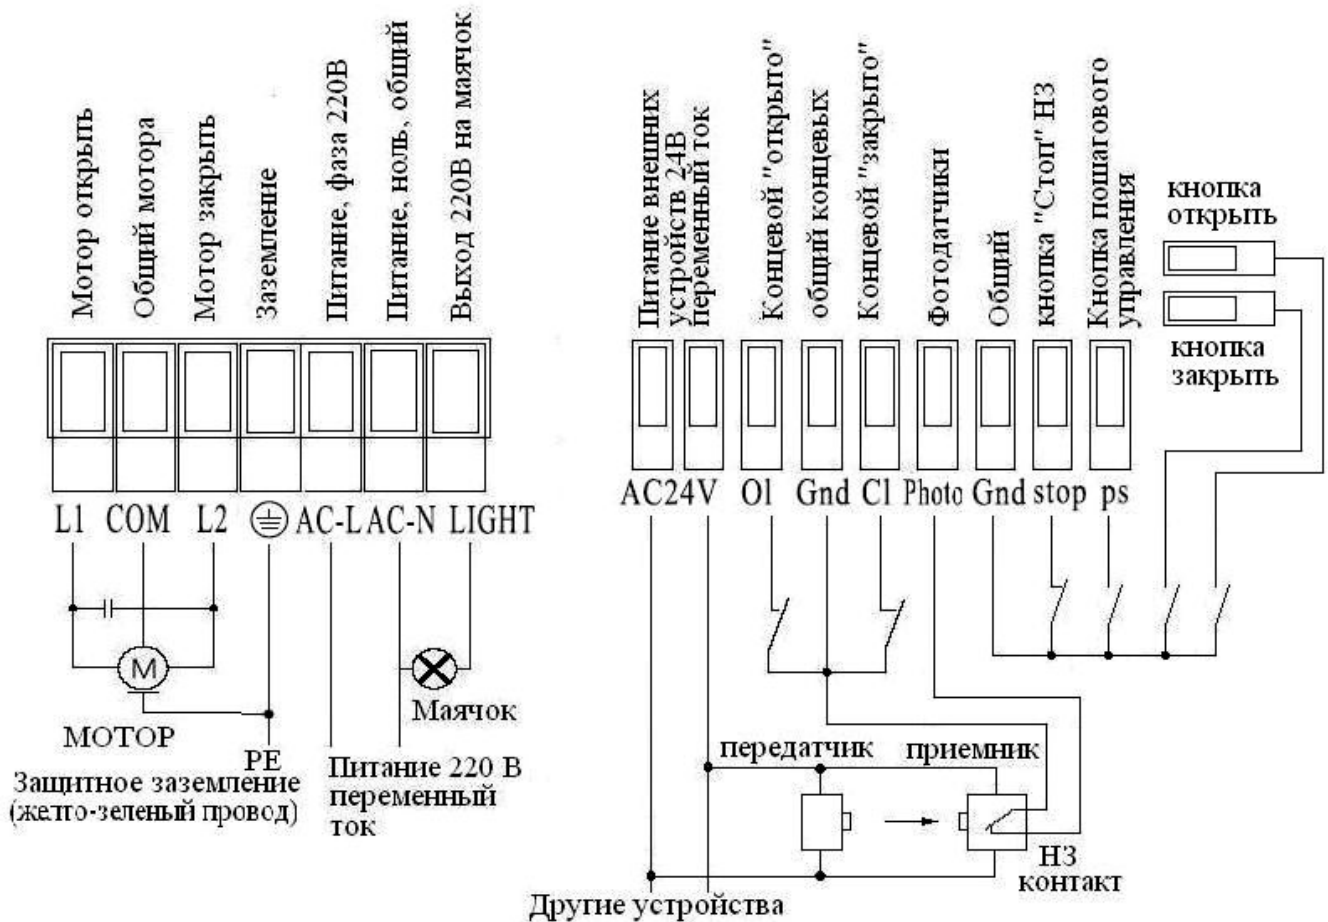 Мотор открыть
Общий мотора
Мотор закрыть
Заземление
Питание, фаза 220В
Питание, ноль, общий
Выход 220В на маячок
L1 COM L2 AC-L AC-N LIGHT
M
МОТОР
Маячок
PE
Защитное заземление
(желто-зеленый провод)
Питание 220 В
переменный
ток
Питание внешних
устройств 24В
переменный ток
Концевой "открыто"
общий концевых
Концевой "закрыто"
Фотодатчики
Общий
кнопка "Стоп" НЗ
Кнопка пошагового
управления
кнопка
открыть
кнопка
закрыть
AC24V Ol Gnd Cl Photo Gnd stop ps
передатчик
приемник
НЗ
контакт
Другие устройства